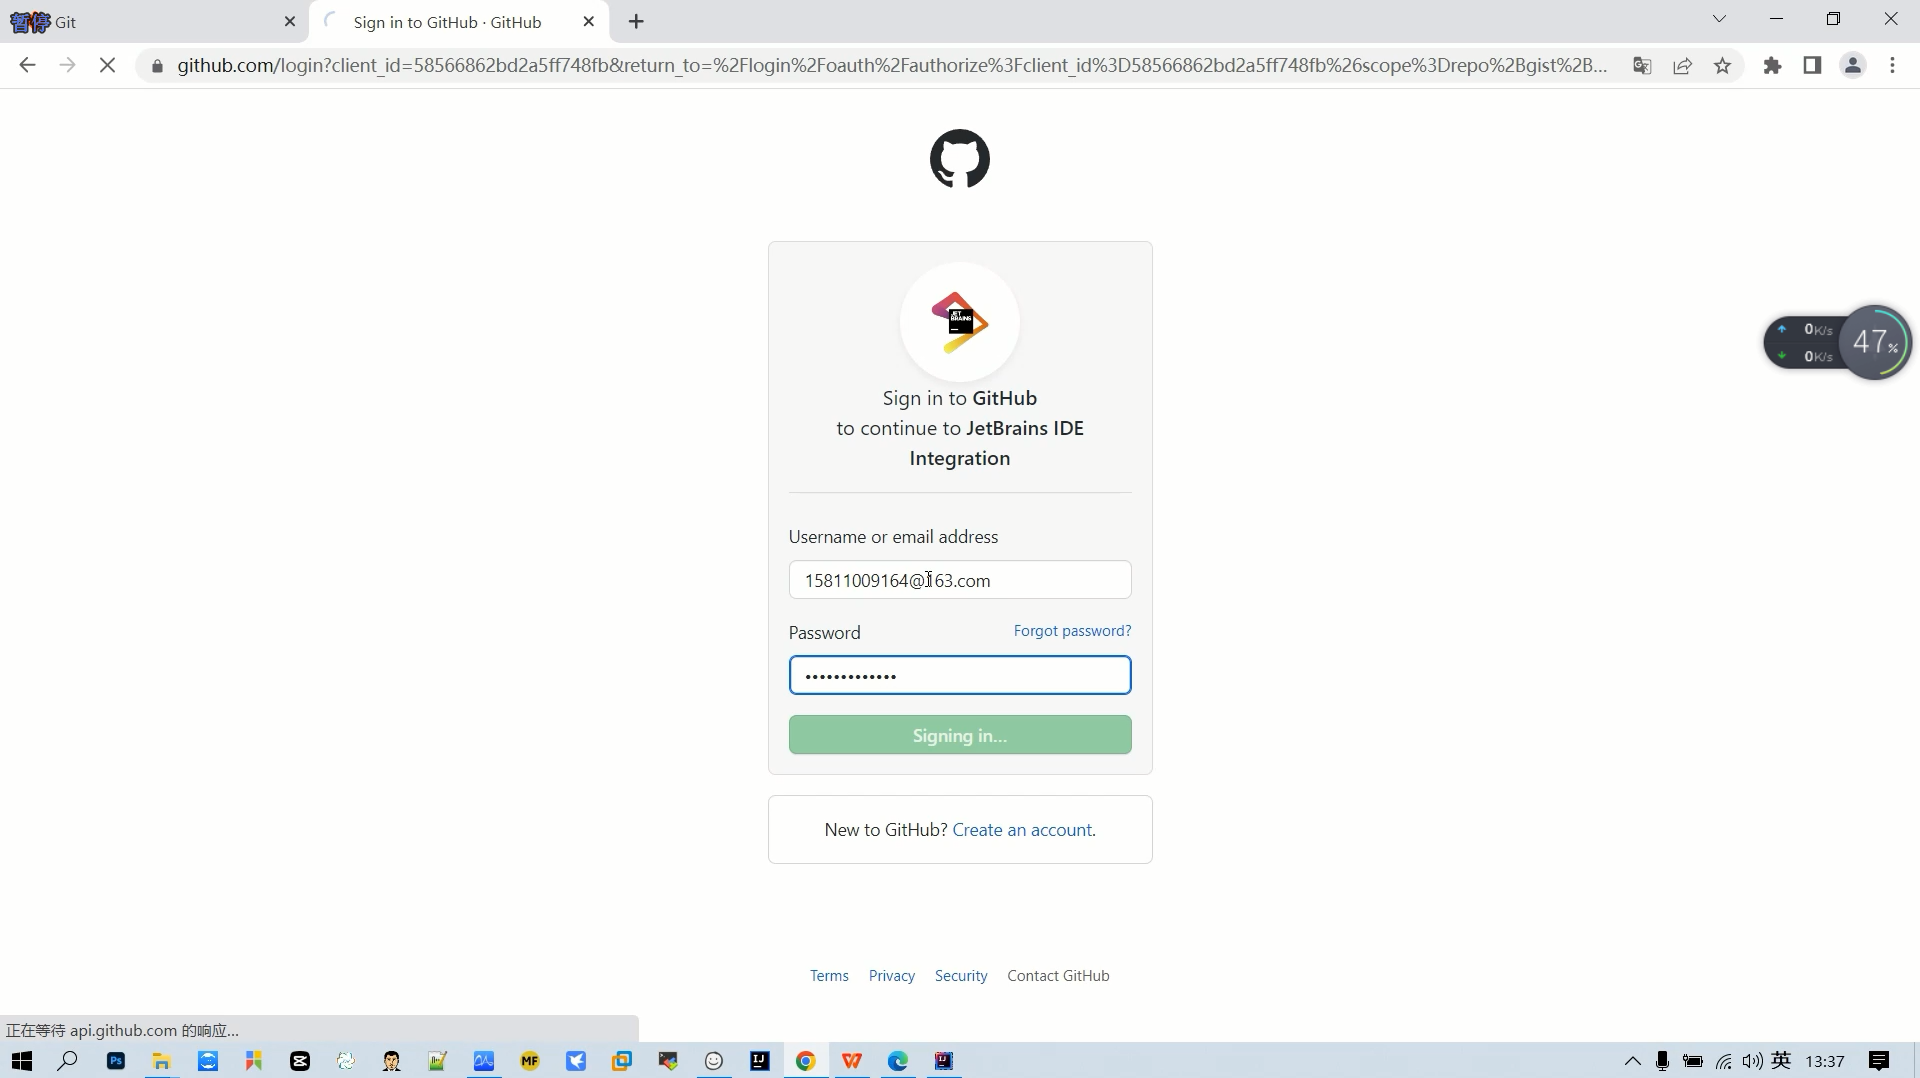 暂停 Git
Sign in to GitHub · GitHub
github.com/login?client_id=58566862bd2a5ff748fb&return_to=%2Flogin%2Foauth%2Fauthorize%3Fclient_id%3D58566862bd2a5ff748fb%26scope%3Drepo%2Bgist%2B...
JET BRAINS
Sign in to GitHub
to continue to JetBrains IDE
Integration
0K/s
0K/s
47%
Username or email address
15811009164@163.com
Password Forgot password?
•••••••••••••
Signing in...
New to GitHub? Create an account.
Terms Privacy Security Contact GitHub
正在等待 api.github.com 的响应...
Ps MF IJ IJ 英 13:37